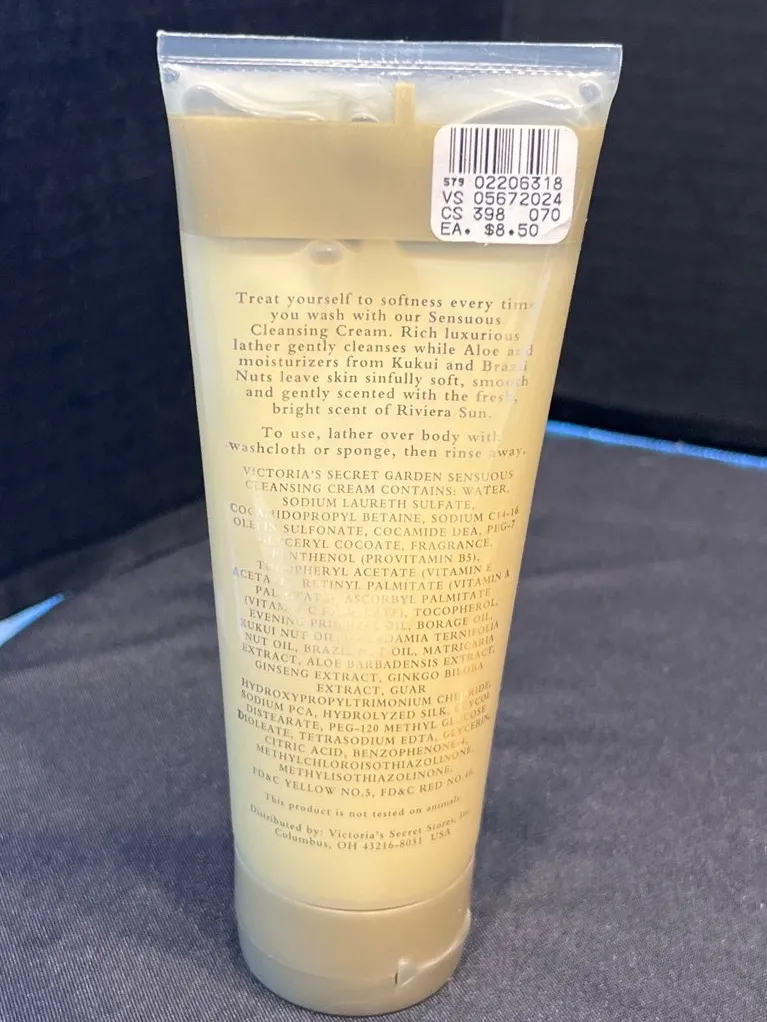 579 02206318
VS 05672024
CS 398 070
EA. $8.50
Treat yourself to softness every time
you wash with our Sensuous
Cleansing Cream. Rich luxurious
lather gently cleanses while Aloe and
moisturizers from Kukui and Brazil
Nuts leave skin sinfully soft, smooth
and gently scented with the fresh,
bright scent of Riviera Sun.
To use, lather over body with
washcloth or sponge, then rinse away.
VICTORIA'S SECRET GARDEN SENSUOUS
CLEANSING CREAM CONTAINS: WATER,
SODIUM LAURETH SULFATE,
COCAMIDOPROPYL BETAINE, SODIUM C14-16
OLEFIN SULFONATE, COCAMIDE DEA, PEG-7
GLYCERYL COCOATE, FRAGRANCE,
PANTHENOL (PROVITAMIN B5),
TOCOPHERYL ACETATE (VITAMIN E
ACETATE), RETINYL PALMITATE (VITAMIN A
PALMITATE), ASCORBYL PALMITATE
(VITAMIN C TOCOPHEROL,
EVENING PRIMROSE OIL, BORAGE OIL,
KUKUI NUT OIL, MACADAMIA TERNIFOLIA
NUT OIL, BRAZIL NUT OIL, MATRICARIA
EXTRACT, ALOE BARBADENSIS EXTRACT,
GINSENG EXTRACT, GINKGO BILOBA
EXTRACT, GUAR
HYDROXYPROPYLTRIMONIUM CHLORIDE,
SODIUM PCA, HYDROLYZED SILK, GLYCOL
DISTEARATE, PEG-120 METHYL GLUCOSE
DIOLEATE, TETRASODIUM EDTA, GLYCERIN,
CITRIC ACID, BENZOPHENONE-4,
METHYLCHLOROISOTHIAZOLINONE,
METHYLISOTHIAZOLINONE,
FD&C YELLOW NO.5, FD&C RED NO.
This product is not tested on animals.
Distributed by: Victoria's Secret Stores, Inc.
Columbus, OH 43216-8051 USA